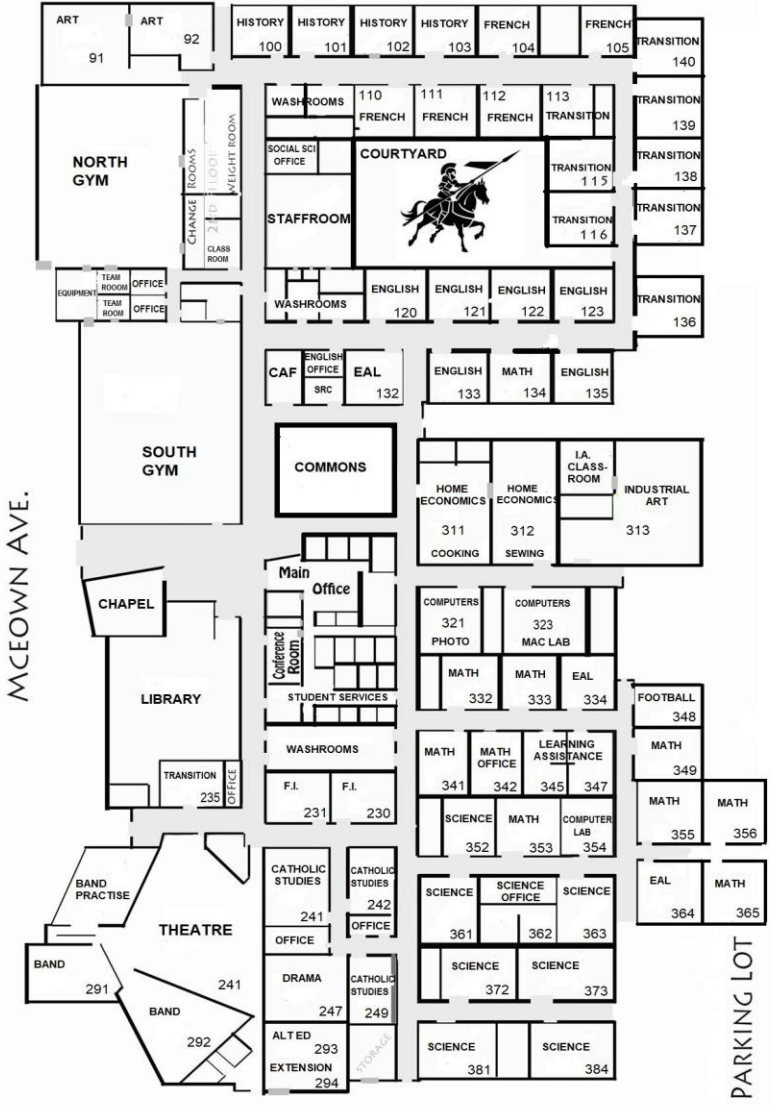 ART
91
ART
92
HISTORY
100
HISTORY
101
HISTORY
102
HISTORY
103
FRENCH
104
FRENCH
105
TRANSITION
140
WASHROOMS
110
FRENCH
111
FRENCH
112
FRENCH
113
TRANSITION
TRANSITION
139
NORTH
GYM
CHANGE ROOMS
2ND FLOOR
WEIGHT ROOM
CLASS
ROOM
SOCIAL SCI
OFFICE
STAFFROOM
COURTYARD
TRANSITION
115
TRANSITION
116
TRANSITION
138
TRANSITION
137
EQUIPMENT
TEAM
ROOOM
OFFICE
TEAM
ROOM
OFFICE
WASHROOMS
ENGLISH
120
ENGLISH
121
ENGLISH
122
ENGLISH
123
TRANSITION
136
CAF
ENGLISH
OFFICE
SRC
EAL
132
ENGLISH
133
MATH
134
ENGLISH
135
SOUTH
GYM
COMMONS
HOME
ECONOMICS
311
COOKING
HOME
ECONOMICS
312
SEWING
I.A.
CLASS-
ROOM
INDUSTRIAL
ART
313
MCEOWN AVE.
CHAPEL
Main
Office
Conference
Room
STUDENT SERVICES
COMPUTERS
321
PHOTO
COMPUTERS
323
MAC LAB
LIBRARY
MATH
332
MATH
333
EAL
334
FOOTBALL
348
TRANSITION
235
OFFICE
WASHROOMS
MATH
341
MATH
OFFICE
342
LEARNING
ASSISTANCE
345
347
MATH
349
F.I.
231
F.I.
230
SCIENCE
352
MATH
353
COMPUTER
LAB
354
MATH
355
MATH
356
BAND
PRACTISE
THEATRE
241
CATHOLIC
STUDIES
241
OFFICE
CATHOLIC
STUDIES
242
OFFICE
SCIENCE
361
SCIENCE
OFFICE
362
SCIENCE
363
EAL
364
MATH
365
BAND
291
BAND
292
DRAMA
247
CATHOLIC
STUDIES
249
SCIENCE
372
SCIENCE
373
ALT ED
293
EXTENSION
294
STORAGE
SCIENCE
381
SCIENCE
384
PARKING LOT